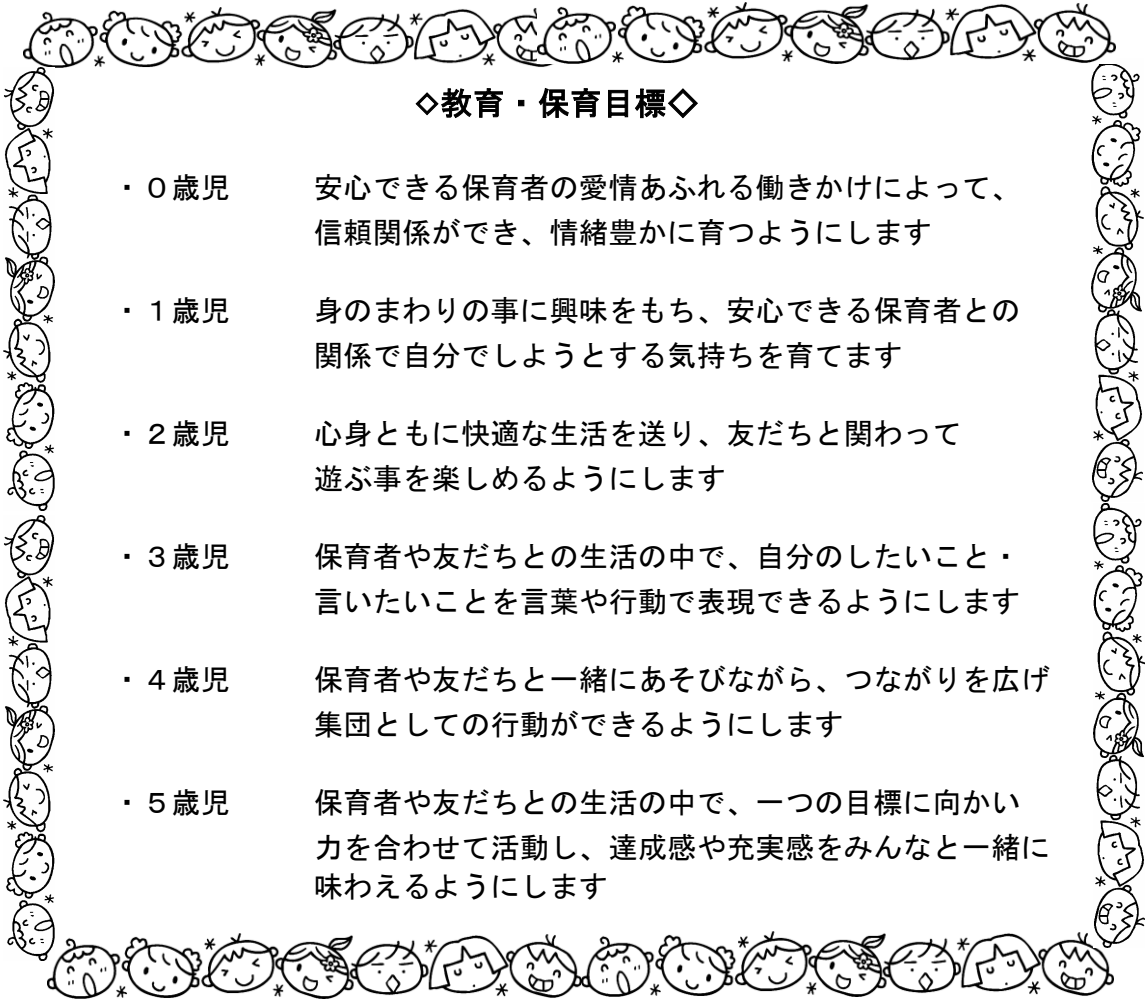 ◇教育・保育目標◇
・０歳児　安心できる保育者の愛情あふれる働きかけによって、
信頼関係ができ、情緒豊かに育つようにします
・１歳児　身のまわりの事に興味をもち、安心できる保育者との
関係で自分でしようとする気持ちを育てます
・２歳児　心身ともに快適な生活を送り、友だちと関わって
遊ぶ事を楽しめるようにします
・３歳児　保育者や友だちとの生活の中で、自分のしたいこと・
言いたいことを言葉や行動で表現できるようにします
・４歳児　保育者や友だちと一緒にあそびながら、つながりを広げ
集団としての行動ができるようにします
・５歳児　保育者や友だちとの生活の中で、一つの目標に向かい
力を合わせて活動し、達成感や充実感をみんなと一緒に
味わえるようにします